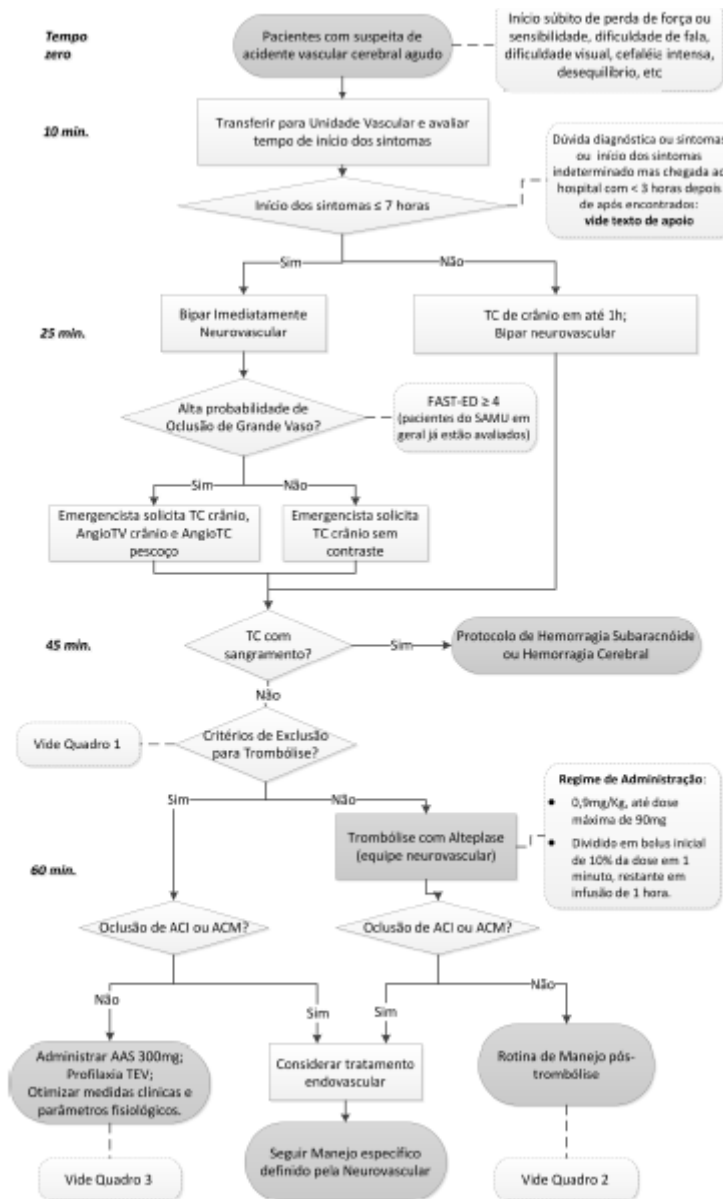 Tempo
zero
Pacientes com suspeita de
acidente vascular cerebral agudo
Início súbito de perda de força ou
sensibilidade, dificuldade de fala,
dificuldade visual, cefaléia intensa,
desequilíbrio, etc
10 min.
Transferir para Unidade Vascular e avaliar
tempo de início dos sintomas
Dúvida diagnóstica ou sintomas
ou início dos sintomas
indeterminado mas chegada ao
hospital com < 3 horas depois
de após encontrados:
vide texto de apoio
Início dos sintomas ≤ 7 horas
Sim
Não
25 min.
Bipar Imediatamente
Neurovascular
TC de crânio em até 1h;
Bipar neurovascular
Alta probabilidade de
Oclusão de Grande Vaso?
FAST-ED ≥ 4
(pacientes do SAMU em
geral já estão avaliados)
Sim
Não
Emergencista solicita TC crânio,
AngioTV crânio e AngioTC
pescoço
Emergencista solicita
TC crânio sem
contraste
45 min.
TC com
sangramento?
Sim
Protocolo de Hemorragia Subaracnóide
ou Hemorragia Cerebral
Não
Vide Quadro 1
Critérios de Exclusão
para Trombólise?
Sim
Não
Regime de Administração:
• 0,9mg/Kg, até dose
máxima de 90mg
• Dividido em bolus inicial
de 10% da dose em 1
minuto, restante em
infusão de 1 hora.
Trombólise com Alteplase
(equipe neurovascular)
60 min.
Oclusão de ACI ou ACM?
Oclusão de ACI ou ACM?
Não
Sim
Sim
Não
Administrar AAS 300mg;
Profilaxia TEV;
Otimizar medidas clínicas e
parâmetros fisiológicos.
Considerar tratamento
endovascular
Rotina de Manejo pós-
trombólise
Vide Quadro 3
Seguir Manejo específico
definido pela Neurovascular
Vide Quadro 2